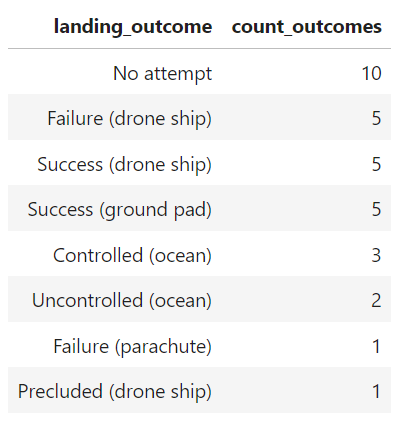 landing_outcome count_outcomes
No attempt 10
Failure (drone ship) 5
Success (drone ship) 5
Success (ground pad) 5
Controlled (ocean) 3
Uncontrolled (ocean) 2
Failure (parachute) 1
Precluded (drone ship) 1